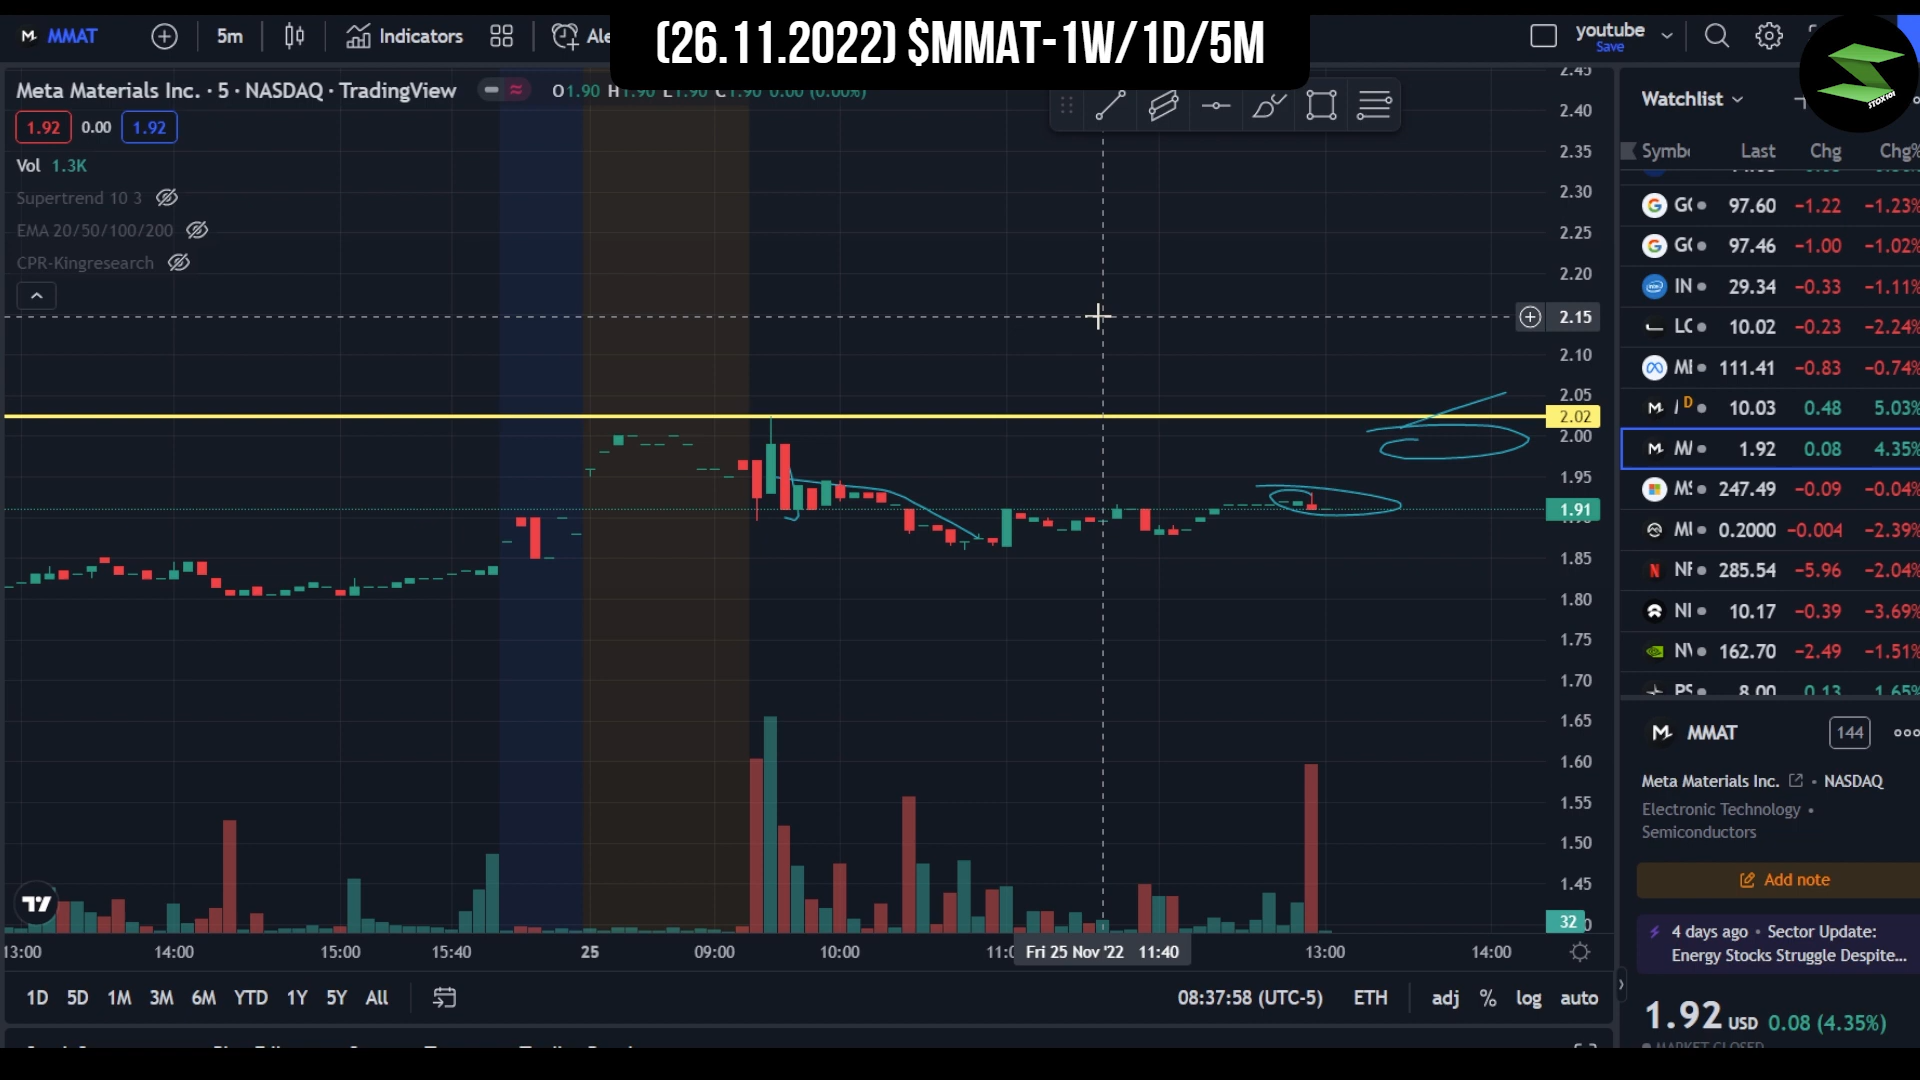 (26.11.2022) $MMAT-1W/1D/5M
MMAT
5m
Indicators
Ale
youtube
Save
STOX101
Meta Materials Inc. · 5 · NASDAQ · TradingView
O1.90 H1.90 L1.90 C1.90 0.00 (0.00%)
1.92 0.00 1.92
Vol 1.3K
Supertrend 10 3
EMA 20/50/100/200
CPR-Kingresearch
2.45
2.40
2.35
2.30
2.25
2.20
2.15
2.10
2.05
2.02
2.00
1.95
1.91
1.85
1.80
1.75
1.70
1.65
1.60
1.55
1.50
1.45
32
13:00 14:00 15:00 15:40 25 09:00 10:00 11:0 Fri 25 Nov '22 11:40 13:00 14:00
1D 5D 1M 3M 6M YTD 1Y 5Y All
08:37:58 (UTC-5) ETH adj % log auto
Watchlist
Symb Last Chg Chg%
97.60 -1.22 -1.23%
97.46 -1.00 -1.02%
IN 29.34 -0.33 -1.11%
LC 10.02 -0.23 -2.24%
111.41 -0.83 -0.74%
D 10.03 0.48 5.03%
1.92 0.08 4.35%
247.49 -0.09 -0.04%
0.2000 -0.004 -2.39%
285.54 -5.96 -2.04%
NI 10.17 -0.39 -3.69%
162.70 -2.49 -1.51%
8.00 0.13 1.65%
MMAT 144
Meta Materials Inc. · NASDAQ
Electronic Technology ·
Semiconductors
Add note
4 days ago · Sector Update:
Energy Stocks Struggle Despite...
1.92 USD 0.08 (4.35%)
MARKET CLOSED